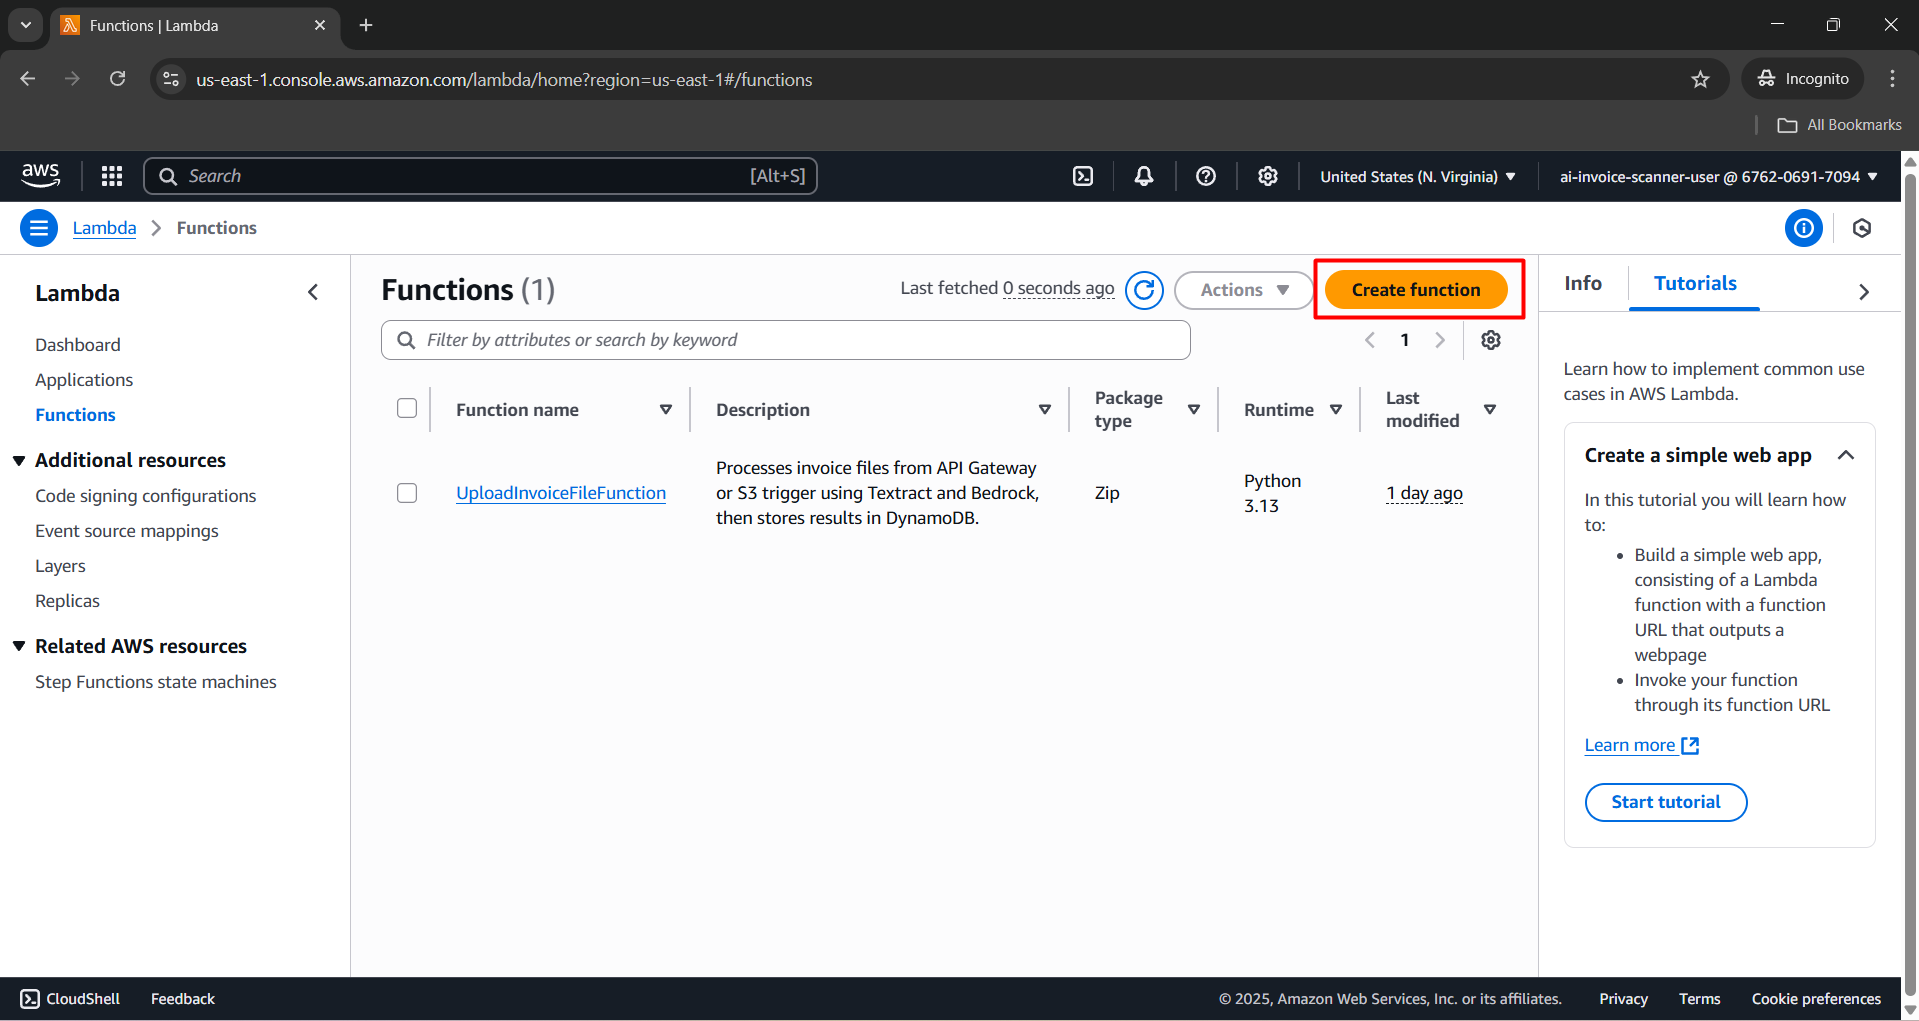 Functions | Lambda
us-east-1.console.aws.amazon.com/lambda/home?region=us-east-1#/functions
Incognito
All Bookmarks
aws
Search
[Alt+S]
United States (N. Virginia)
ai-invoice-scanner-user @ 6762-0691-7094
Lambda
Functions
Lambda
Dashboard
Applications
Functions
Additional resources
Code signing configurations
Event source mappings
Layers
Replicas
Related AWS resources
Step Functions state machines
Functions (1)
Last fetched 0 seconds ago
Actions
Create function
Filter by attributes or search by keyword
1
Function name
Description
Package
type
Runtime
Last
modified
UploadInvoiceFileFunction
Processes invoice files from API Gateway
or S3 trigger using Textract and Bedrock,
then stores results in DynamoDB.
Zip
Python
3.13
1 day ago
Info
Tutorials
Learn how to implement common use
cases in AWS Lambda.
Create a simple web app
In this tutorial you will learn how
to:
• Build a simple web app,
consisting of a Lambda
function with a function
URL that outputs a
webpage
• Invoke your function
through its function URL
Learn more
Start tutorial
CloudShell
Feedback
© 2025, Amazon Web Services, Inc. or its affiliates.
Privacy
Terms
Cookie preferences